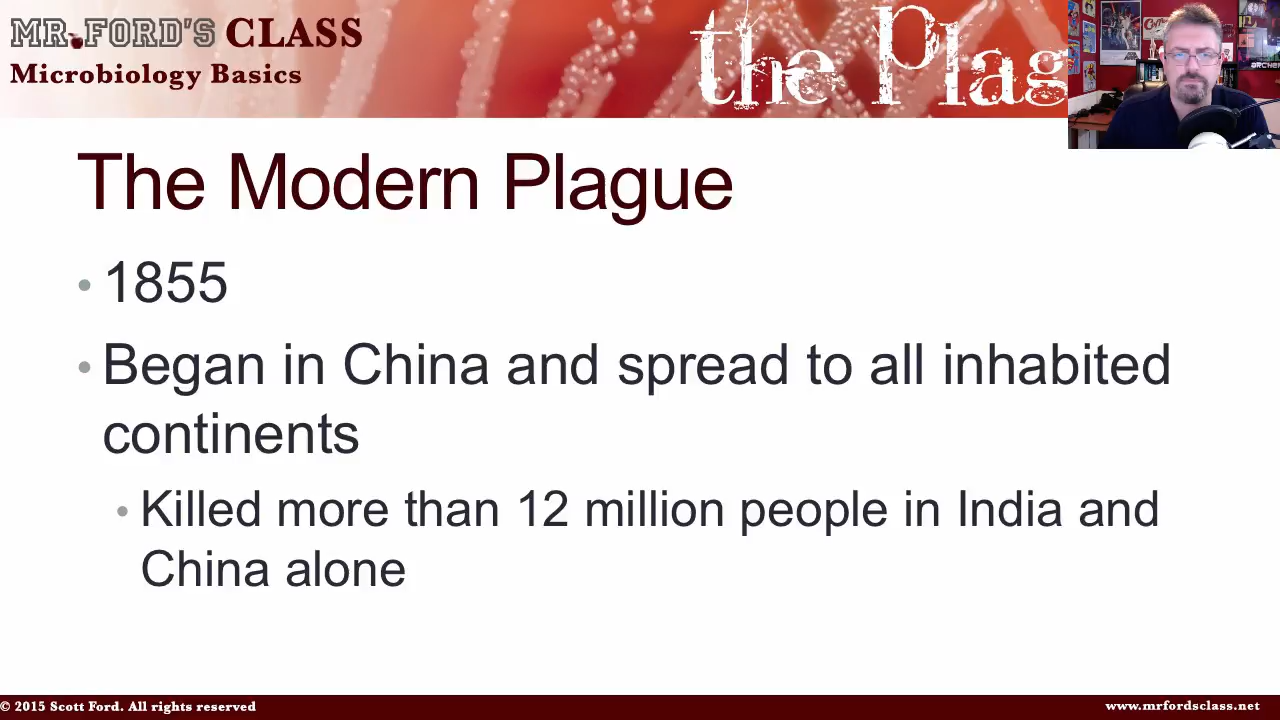 MR. FORD'S CLASS
Microbiology Basics
the Plag
The Modern Plague
• 1855
• Began in China and spread to all inhabited
continents
• Killed more than 12 million people in India and
China alone
© 2015 Scott Ford. All rights reserved
www.mrfordsclass.net